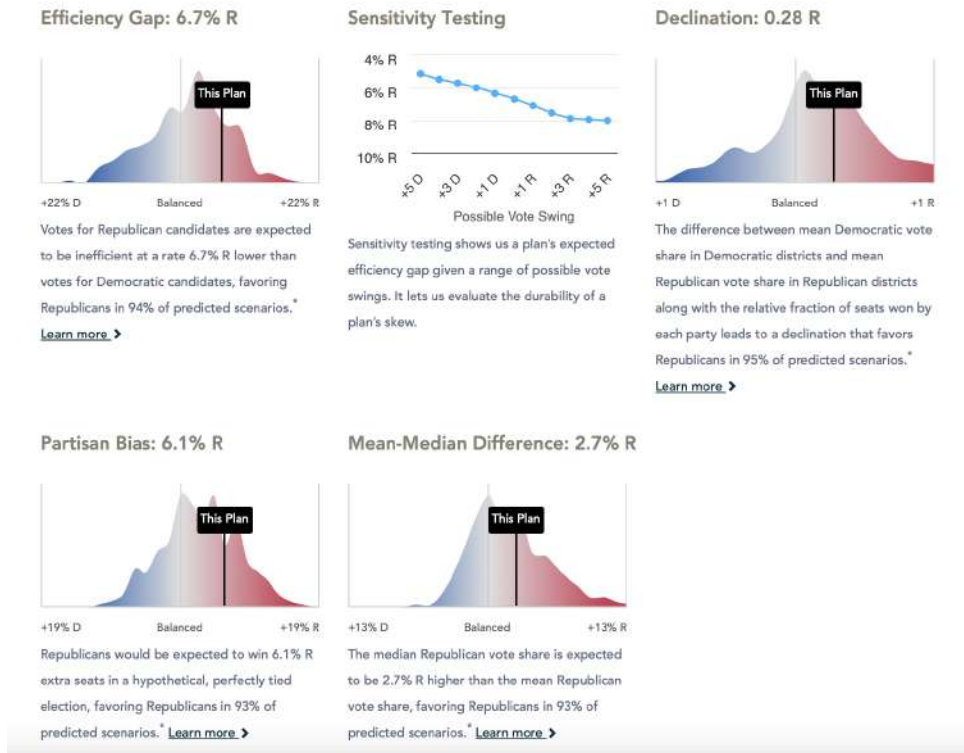 Efficiency Gap: 6.7% R
This Plan
+22% D Balanced +22% R
Votes for Republican candidates are expected
to be inefficient at a rate 6.7% R lower than
votes for Democratic candidates, favoring
Republicans in 94% of predicted scenarios.*
Learn more >
Sensitivity Testing
4% R
6% R
8% R
10% R
+5 D +3 D +1 D +1 R +3 R +5 R
Possible Vote Swing
Sensitivity testing shows us a plan's expected
efficiency gap given a range of possible vote
swings. It lets us evaluate the durability of a
plan's skew.
Declination: 0.28 R
This Plan
+1 D Balanced +1 R
The difference between mean Democratic vote
share in Democratic districts and mean
Republican vote share in Republican districts
along with the relative fraction of seats won by
each party leads to a declination that favors
Republicans in 95% of predicted scenarios.*
Learn more >
Partisan Bias: 6.1% R
This Plan
+19% D Balanced +19% R
Republicans would be expected to win 6.1% R
extra seats in a hypothetical, perfectly tied
election, favoring Republicans in 93% of
predicted scenarios.* Learn more >
Mean-Median Difference: 2.7% R
This Plan
+13% D Balanced +13% R
The median Republican vote share is expected
to be 2.7% R higher than the mean Republican
vote share, favoring Republicans in 93% of
predicted scenarios.* Learn more >